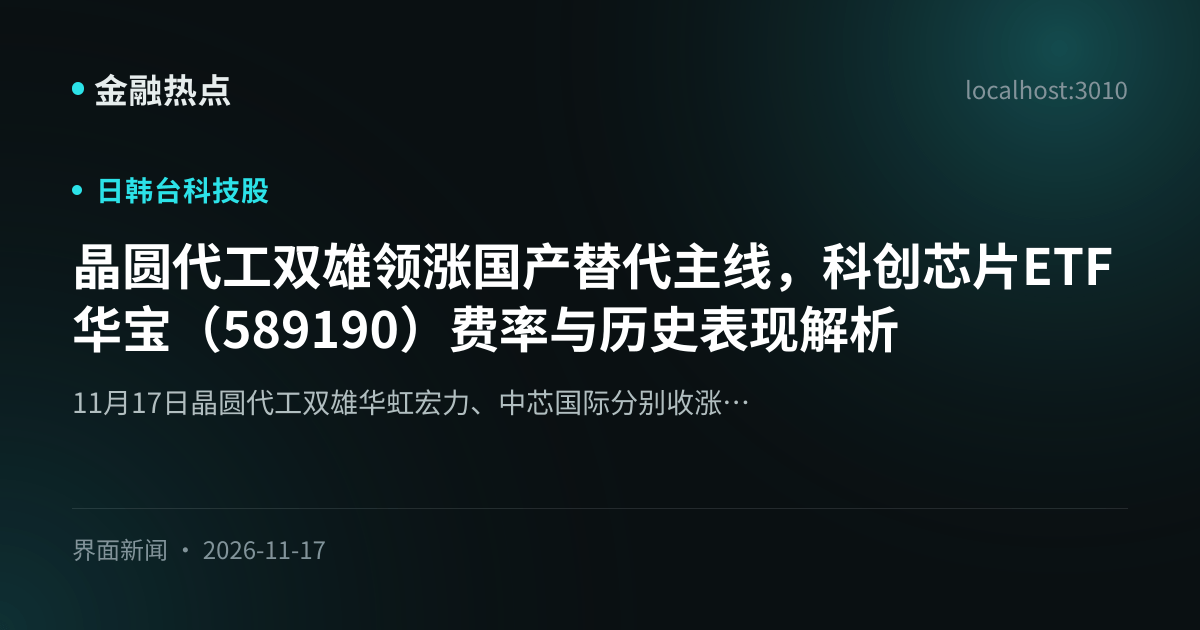 金融热点
localhost:3010
日韩台科技股
晶圆代工双雄领涨国产替代主线，科创芯片ETF
华宝（589190）费率与历史表现解析
11月17日晶圆代工双雄华虹宏力、中芯国际分别收涨…
界面新闻 • 2026-11-17